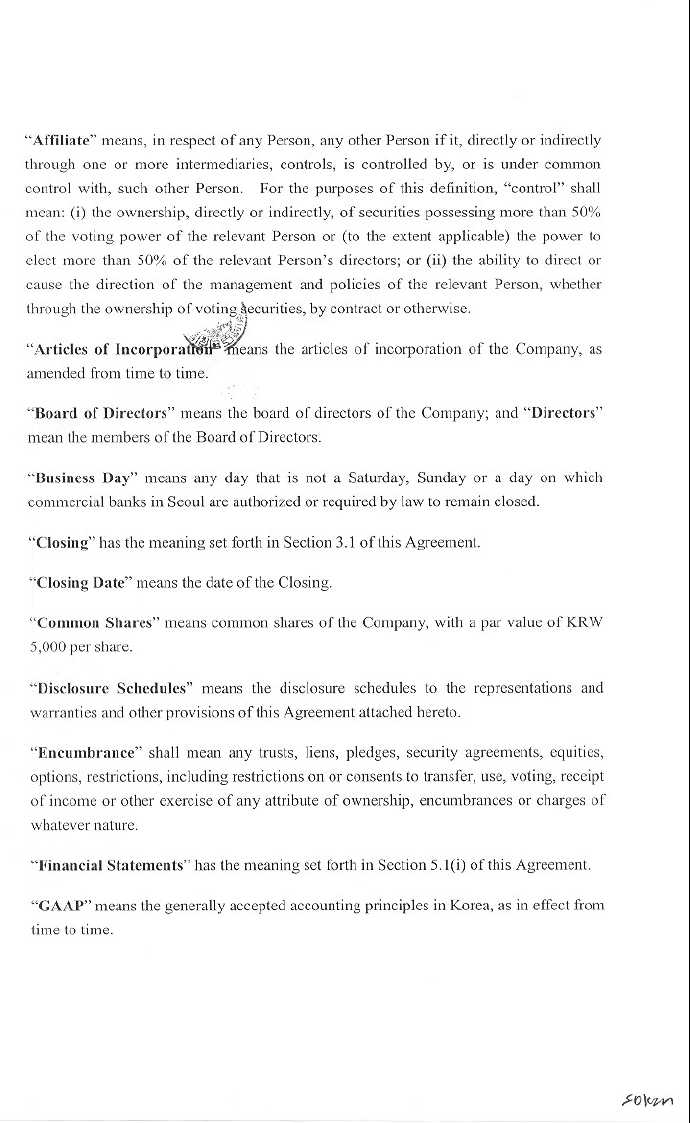 “Affiliate” means, in respect of any Person, any other Person if it, directly or indirectly
through one or more intermediaries, controls, is controlled by, or is under common
control with, such other Person. For the purposes of this definition, “control” shall
mean: (i) the ownership, directly or indirectly, of securities possessing more than 50%
of the voting power of the relevant Person or (to the extent applicable) the power to
elect more than 50% of the relevant Person’s directors; or (ii) the ability to direct or
cause the direction of the management and policies of the relevant Person, whether
through the ownership of voting securities, by contract or otherwise.
“Articles of Incorporation” means the articles of incorporation of the Company, as
amended from time to time.
“Board of Directors” means the board of directors of the Company; and “Directors”
mean the members of the Board of Directors.
“Business Day” means any day that is not a Saturday, Sunday or a day on which
commercial banks in Seoul are authorized or required by law to remain closed.
“Closing” has the meaning set forth in Section 3.1 of this Agreement.
“Closing Date” means the date of the Closing.
“Common Shares” means common shares of the Company, with a par value of KRW
5,000 per share.
“Disclosure Schedules” means the disclosure schedules to the representations and
warranties and other provisions of this Agreement attached hereto.
“Encumbrance” shall mean any trusts, liens, pledges, security agreements, equities,
options, restrictions, including restrictions on or consents to transfer, use, voting, receipt
of income or other exercise of any attribute of ownership, encumbrances or charges of
whatever nature.
“Financial Statements” has the meaning set forth in Section 5.1(i) of this Agreement.
“GAAP” means the generally accepted accounting principles in Korea, as in effect from
time to time.